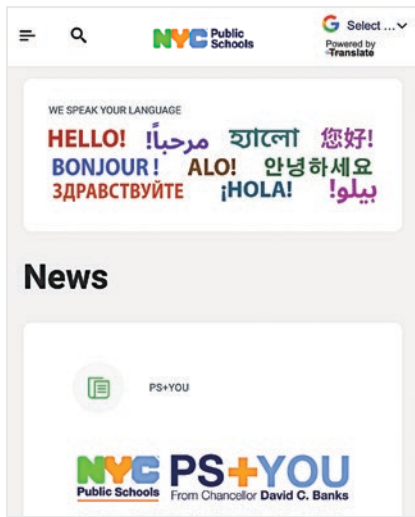 NYC Public Schools
Select ...
Powered by
Translate
WE SPEAK YOUR LANGUAGE
HELLO! مرحباً! হ্যালো 您好!
BONJOUR! ALO! 안녕하세요
ЗДРАВСТВУЙТЕ ¡HOLA! بيلو!
News
PS+YOU
NYC Public Schools PS+YOU
From Chancellor David C. Banks